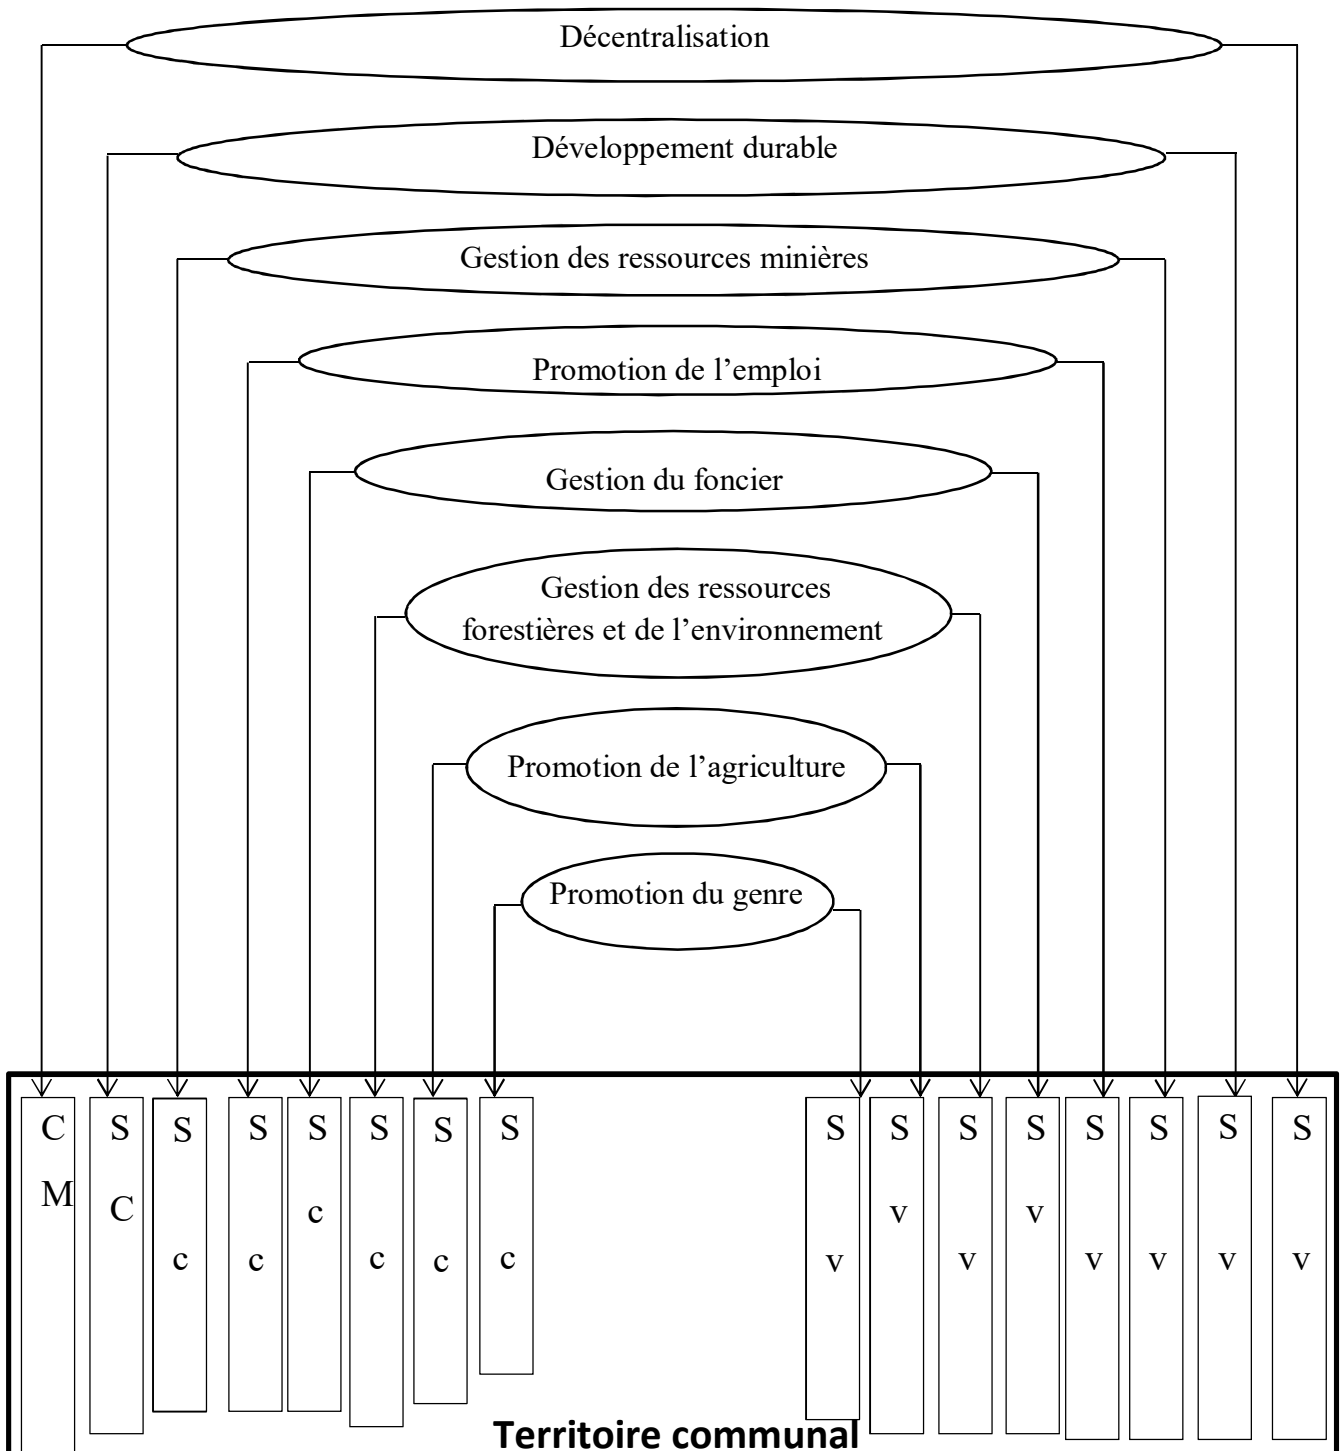 Décentralisation
Développement durable
Gestion des ressources minières
Promotion de l’emploi
Gestion du foncier
Gestion des ressources
forestières et de l’environnement
Promotion de l’agriculture
Promotion du genre
C S S S S S S S S S S S S S S S
M C c c c c c c v v v v v v v v
Territoire communal